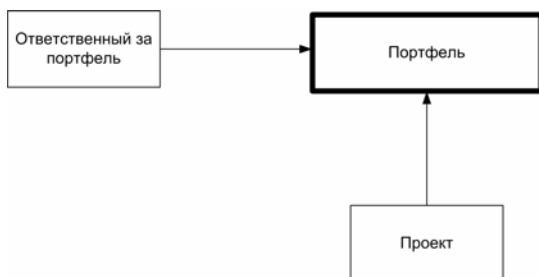 Ответственный за
портфель
Портфель
Проект